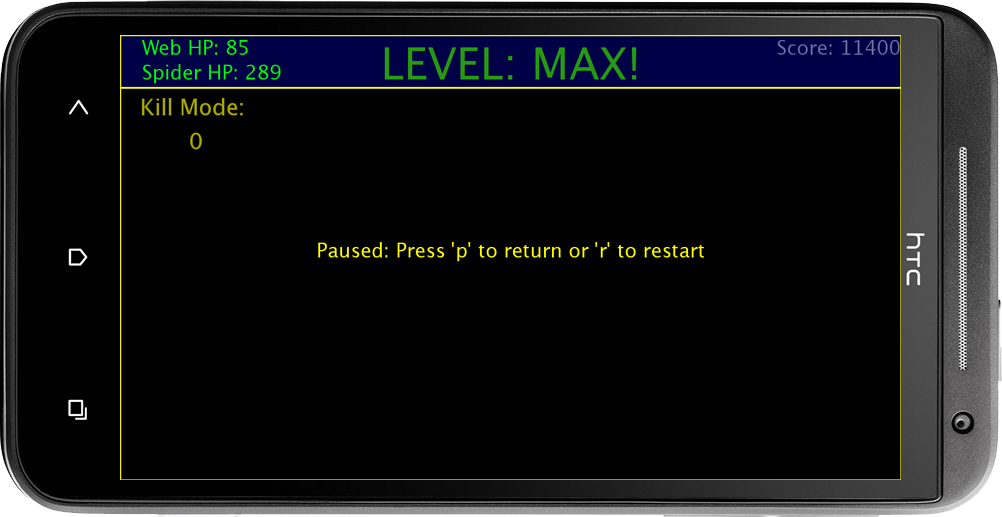 Web HP: 85
LEVEL: MAX!
Score: 11400
Spider HP: 289
Kill Mode:
0
Paused: Press 'p' to return or 'r' to restart
hTC